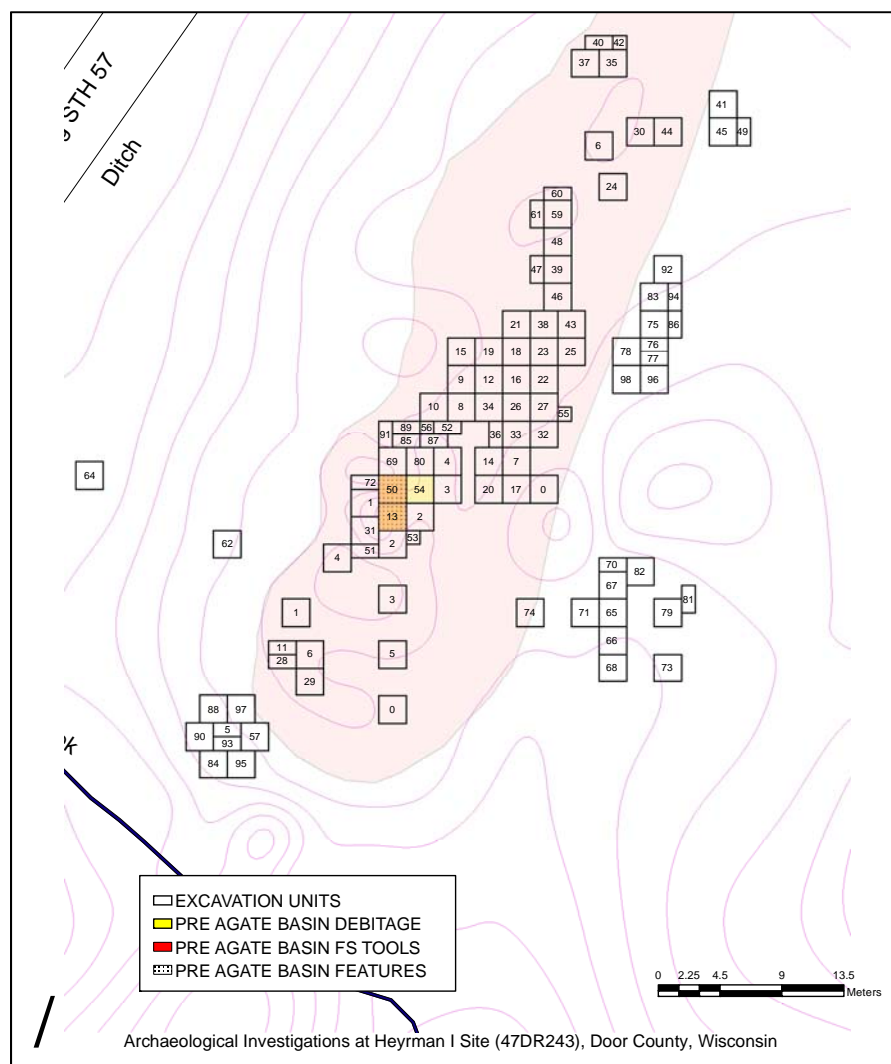 STH 57
Ditch
40 42
37 35
41
30 44 45 49
6
24
60
61 59
48
47 39 92
46 83 94
21 38 43 75 86
15 19 18 23 25 78 76
77
9 12 16 22 98 96
10 8 34 26 27
55
91 89 56 52 36 33 32
85 87
69 80 4 14 7
64 72 50 54 3 20 17 0
1
13 2
31
62 2 53
51
4
70 82
67
3 81
1 74 71 65 79
11 6 5 66
28
29 68 73
88 97 0
90 5 57
93
84 95
EXCAVATION UNITS
PRE AGATE BASIN DEBITAGE
PRE AGATE BASIN FS TOOLS
PRE AGATE BASIN FEATURES
0 2.25 4.5 9 13.5
Meters
Archaeological Investigations at Heyrman I Site (47DR243), Door County, Wisconsin